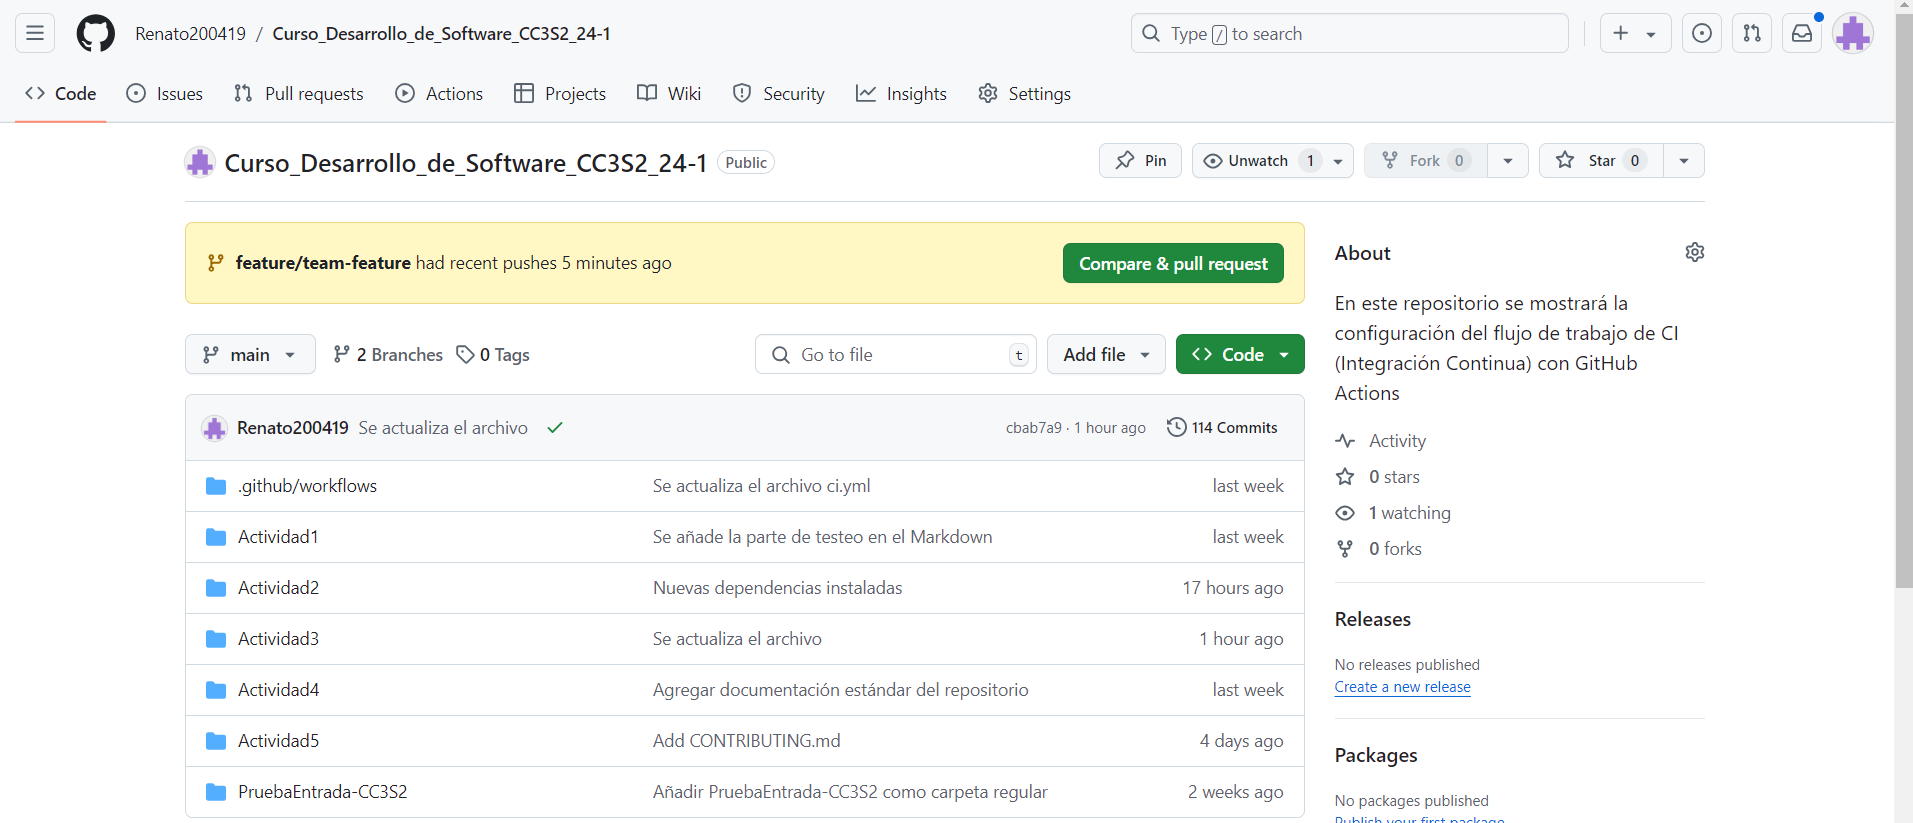 Renato200419 / Curso_Desarrollo_de_Software_CC3S2_24-1
Type / to search
Code Issues Pull requests Actions Projects Wiki Security Insights Settings
Curso_Desarrollo_de_Software_CC3S2_24-1 Public
Pin Unwatch 1 Fork 0 Star 0
feature/team-feature had recent pushes 5 minutes ago
Compare & pull request
main 2 Branches 0 Tags
Go to file t Add file Code
Renato200419 Se actualiza el archivo cbab7a9 · 1 hour ago 114 Commits
.github/workflows Se actualiza el archivo ci.yml last week
Actividad1 Se añade la parte de testeo en el Markdown last week
Actividad2 Nuevas dependencias instaladas 17 hours ago
Actividad3 Se actualiza el archivo 1 hour ago
Actividad4 Agregar documentación estándar del repositorio last week
Actividad5 Add CONTRIBUTING.md 4 days ago
PruebaEntrada-CC3S2 Añadir PruebaEntrada-CC3S2 como carpeta regular 2 weeks ago
About
En este repositorio se mostrará la
configuración del flujo de trabajo de CI
(Integración Continua) con GitHub
Actions
Activity
0 stars
1 watching
0 forks
Releases
No releases published
Create a new release
Packages
No packages published
Publish your first package